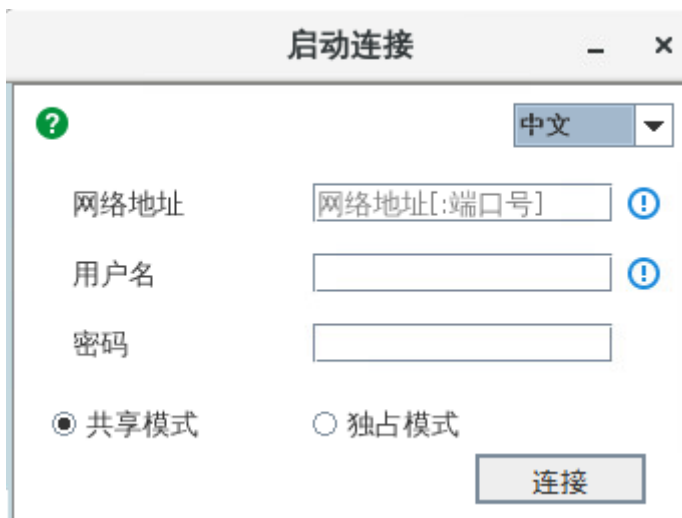 启动连接
中文
网络地址 网络地址[:端口号]
用户名
密码
共享模式 独占模式
连接